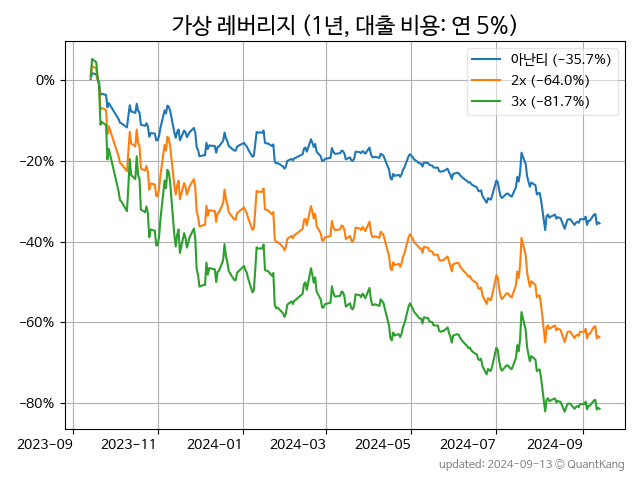 가상 레버리지 (1년, 대출 비용: 연 5%)
아난티 (−35.7%)
2x (−64.0%)
3x (−81.7%)
0%
−20%
−40%
−60%
−80%
2023-09 2023-11 2024-01 2024-03 2024-05 2024-07 2024-09
updated: 2024-09-13 © QuantKang